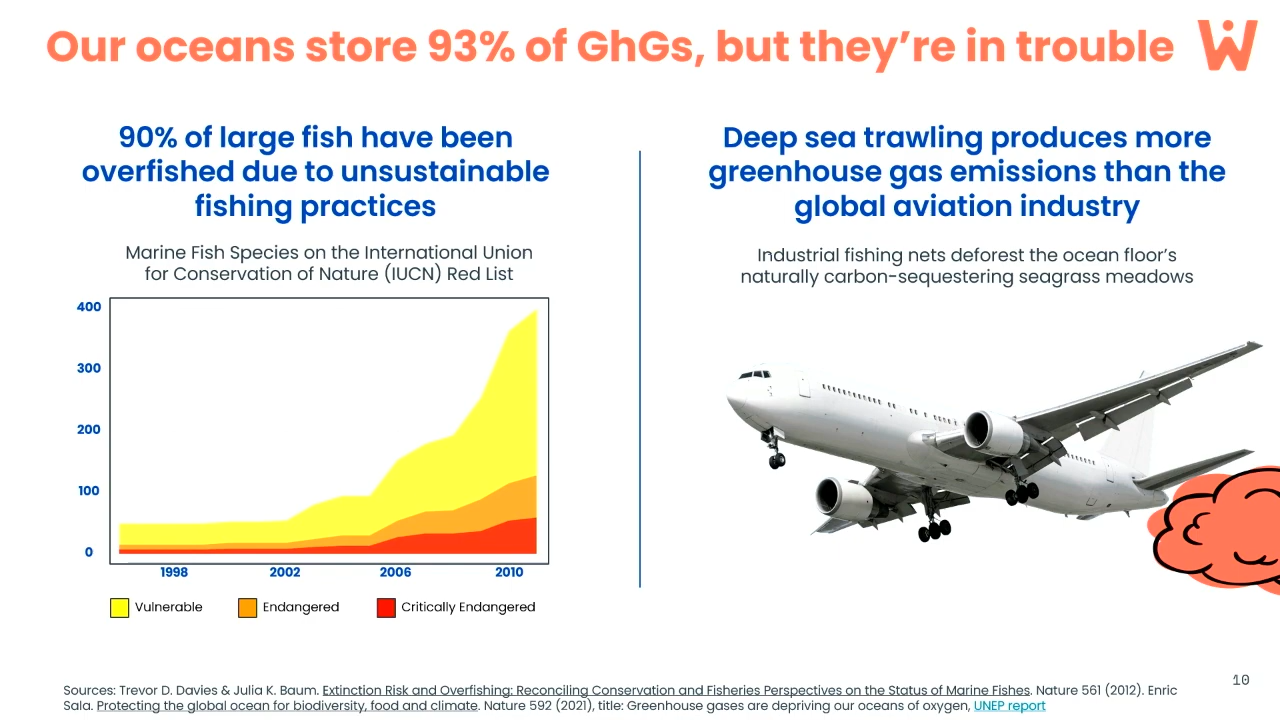 Our oceans store 93% of GhGs, but they're in trouble
90% of large fish have been
overfished due to unsustainable
fishing practices
Marine Fish Species on the International Union
for Conservation of Nature (IUCN) Red List
400
300
200
100
0
1998 2002 2006 2010
Vulnerable Endangered Critically Endangered
Deep sea trawling produces more
greenhouse gas emissions than the
global aviation industry
Industrial fishing nets deforest the ocean floor's
naturally carbon-sequestering seagrass meadows
Sources: Trevor D. Davies & Julia K. Baum. Extinction Risk and Overfishing: Reconciling Conservation and Fisheries Perspectives on the Status of Marine Fishes. Nature 561 (2012). Enric
Sala. Protecting the global ocean for biodiversity, food and climate. Nature 592 (2021), title: Greenhouse gases are depriving our oceans of oxygen, UNEP report
10